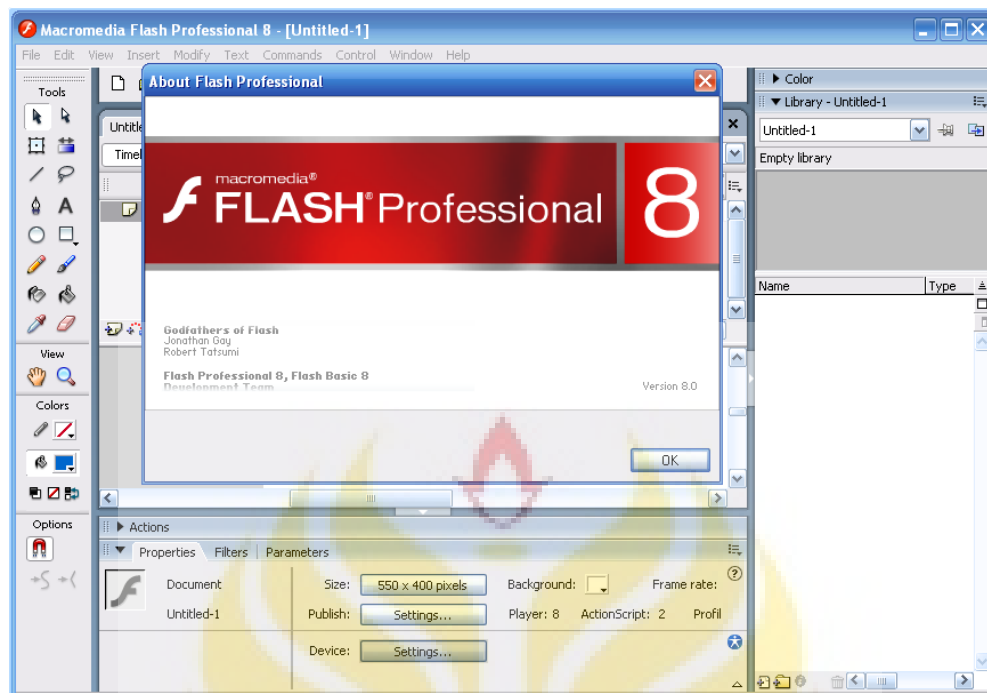 Macromedia Flash Professional 8 - [Untitled-1]
File Edit View Insert Modify Text Commands Control Window Help
Tools
View
Colors
Options
About Flash Professional
macromedia®
FLASH® Professional 8
Godfathers of Flash
Jonathan Gay
Robert Tatsumi
Flash Professional 8, Flash Basic 8
Development Team
Version 8.0
OK
Actions
Properties Filters Parameters
Document Size: 550 x 400 pixels Background: Frame rate:
Untitled-1 Publish: Settings... Player: 8 ActionScript: 2 Profil
Device: Settings...
Color
Library - Untitled-1
Untitled-1
Empty library
Name Type